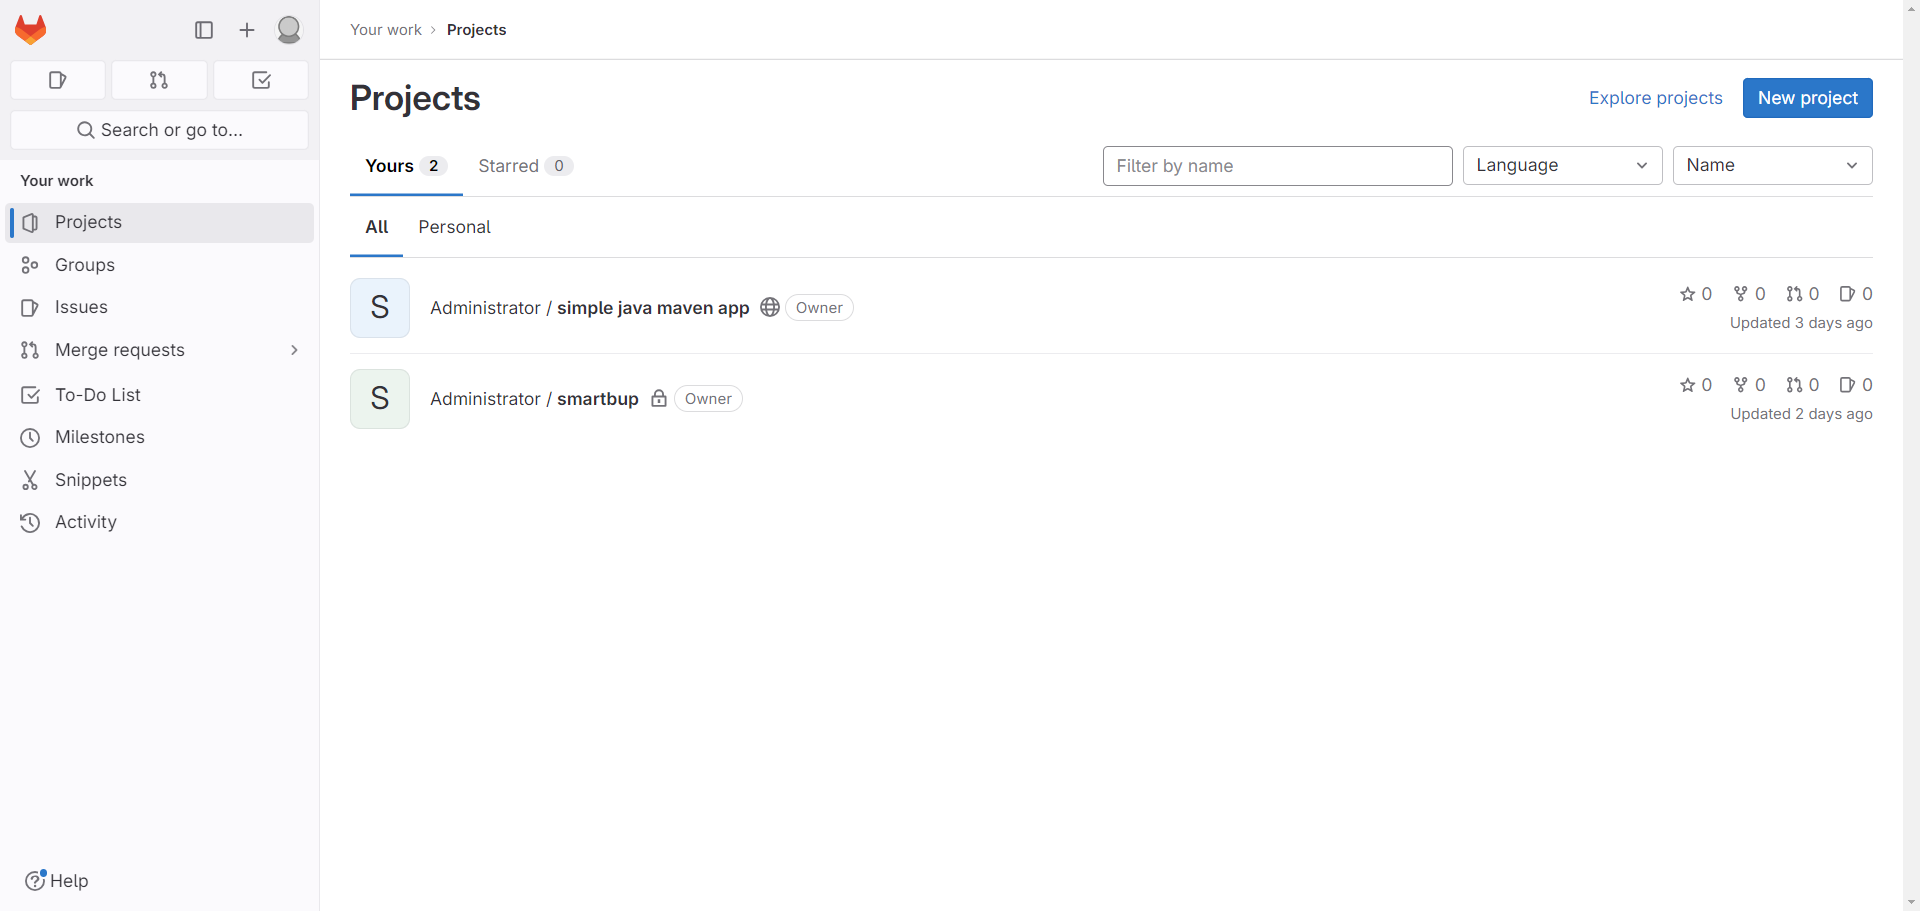 Your work › Projects
Search or go to...
Your work
Projects
Groups
Issues
Merge requests
To-Do List
Milestones
Snippets
Activity
Help
Projects
Explore projects
New project
Yours 2
Starred 0
Filter by name
Language
Name
All
Personal
S
Administrator / simple java maven app
Owner
0 0 0 0
Updated 3 days ago
S
Administrator / smartbup
Owner
0 0 0 0
Updated 2 days ago